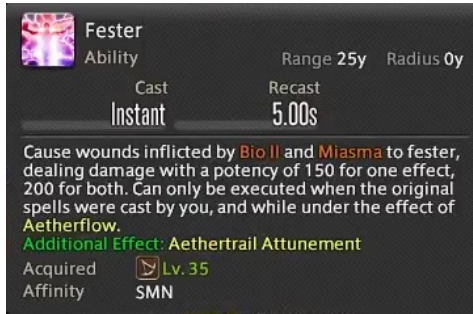 Fester
Ability
Range 25y Radius 0y
Cast Recast
Instant 5.00s
Cause wounds inflicted by Bio II and Miasma to fester,
dealing damage with a potency of 150 for one effect,
200 for both. Can only be executed when the original
spells were cast by you, and while under the effect of
Aetherflow.
Additional Effect: Aethertrail Attunement
Acquired Lv. 35
Affinity SMN